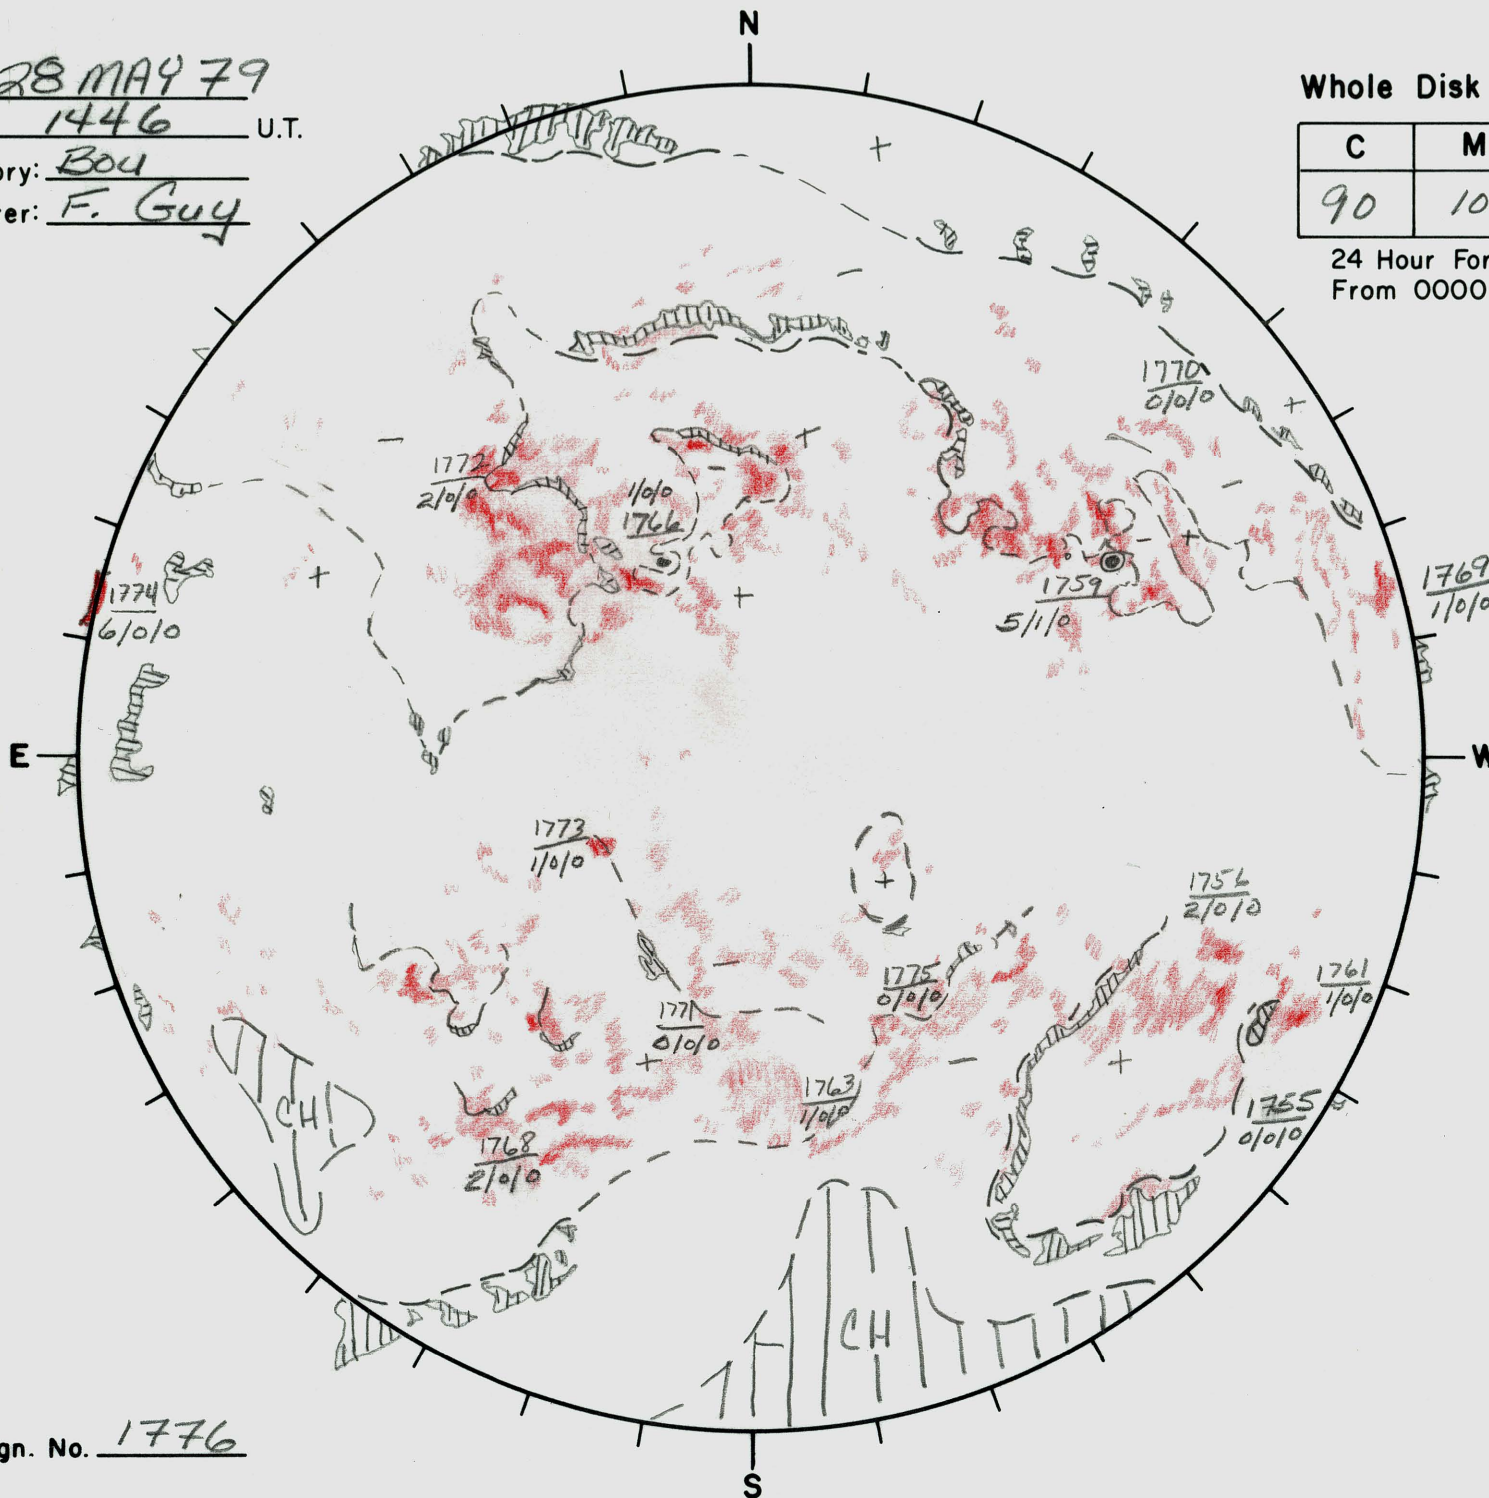 N
28 MAY 79
1446 U.T.
ory: Bou
er: F. Guy
Whole Disk
C M
90 10
24 Hour For
From 0000
1770
0/0/0
1772
2/0/0
1/0/0
1766
1774
6/0/0
1759
5/1/0
1769
1/0/0
E
W
1773
1/0/0
1756
2/0/0
1775
0/0/0
1761
1/0/0
1771
0/0/0
CH
1763
1/0/0
1755
0/0/0
1768
2/0/0
CH
gn. No. 1776
S